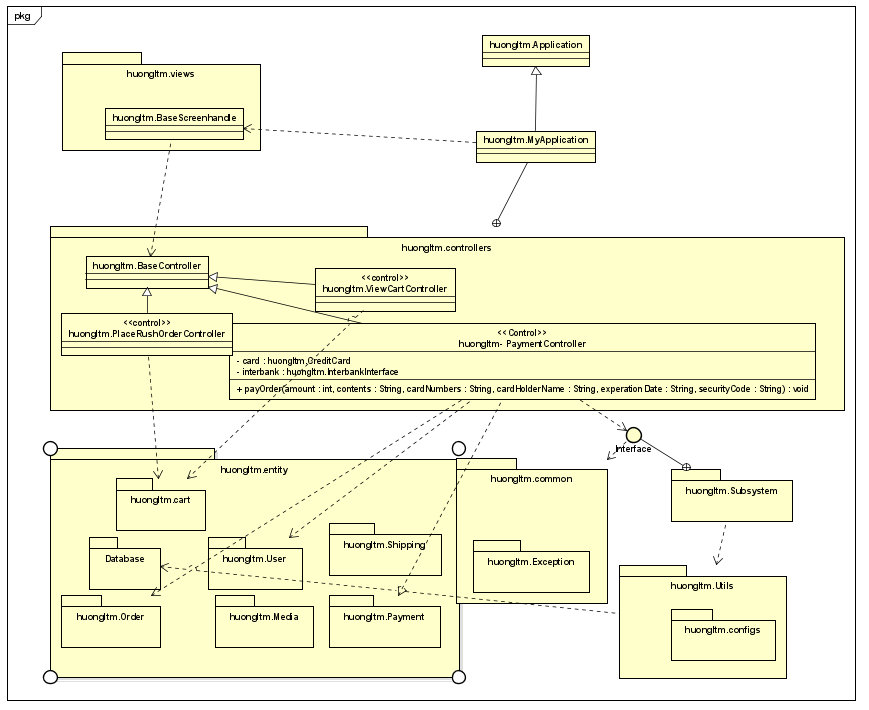 pkg
huongltm.Application
huongltm.views
huongltm.BaseScreenhandle
huongltm.MyApplication
huongltm.controllers
huongltm.BaseController
<<control>>
huongltm.ViewCartController
<<control>>
huongltm.PlaceRushOrderController
<< Control>>
huongltm- PaymentController
- card : huongltm.CreditCard
- interbank : huongltm.InterbankInterface
+ payOrder(amount : int, contents : String, cardNumbers : String, cardHolderName : String, experationDate : String, securityCode : String) : void
Interface
huongltm.entity
huongltm.common
huongltm.Subsystem
huongltm.cart
huongltm.Shipping
Database
huongltm.User
huongltm.Exception
huongltm.Utils
huongltm.Order
huongltm.Media
huongltm.Payment
huongltm.configs